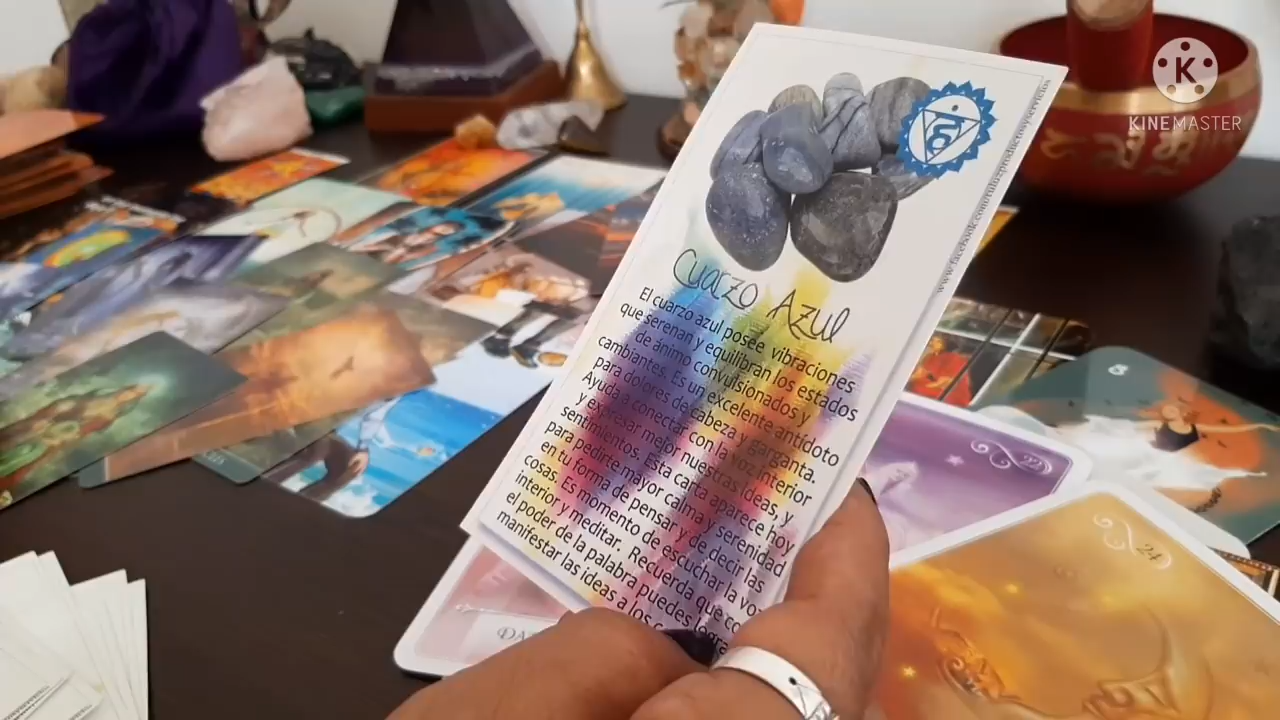 KINEMASTER
Cuarzo Azul
El cuarzo azul posee vibraciones
que serenan y equilibran los estados
de ánimo convulsionados y
cambiantes. Es un excelente antídoto
para dolores de cabeza y garganta.
Ayuda a conectar con la voz interior
y expresar mejor nuestras ideas, y
sentimientos. Esta carta aparece hoy
para pedirte mayor calma y serenidad
en tu forma de pensar y de decir las
cosas. Es momento de escuchar la voz
interior y meditar. Recuerda que
el poder de la palabra puedes
manifestar las ideas a los
22
24